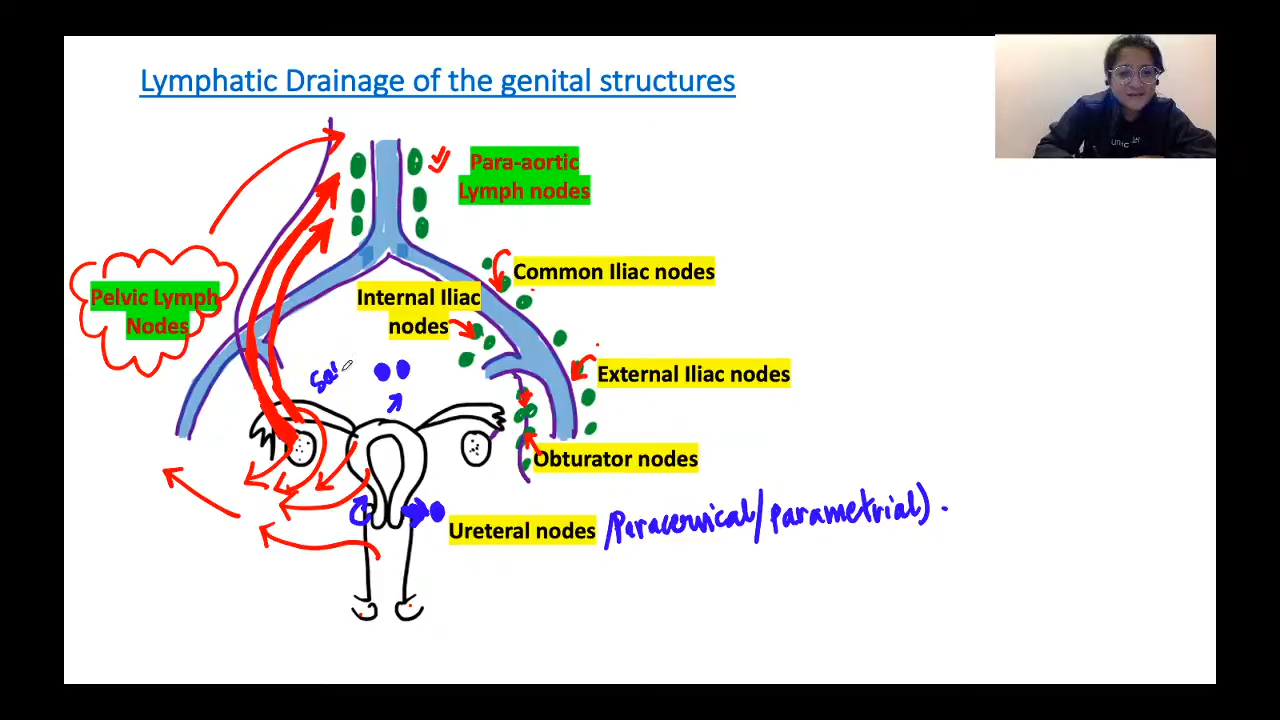 Lymphatic Drainage of the genital structures
Para-aortic
Lymph nodes
Common Iliac nodes
Pelvic Lymph
Nodes
Internal Iliac
nodes
External Iliac nodes
Obturator nodes
Ureteral nodes /Paracervical/parametrial).